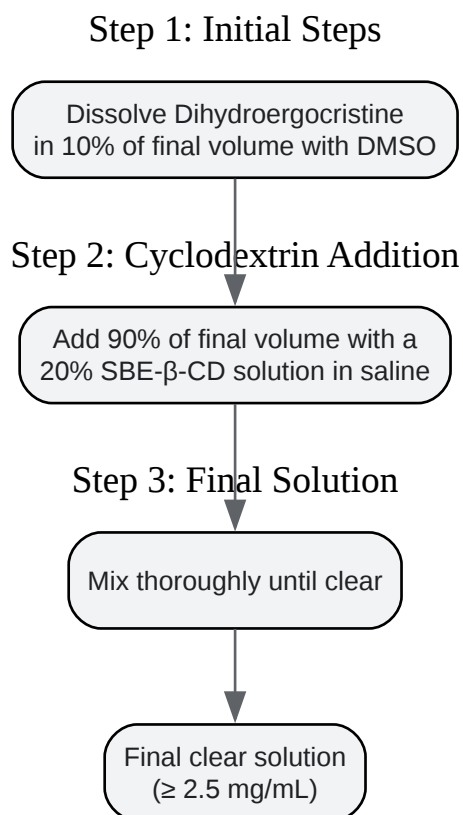 Step 1: Initial Steps
Dissolve Dihydroergocristine
in 10% of final volume with DMSO
Step 2: Cyclodextrin Addition
Add 90% of final volume with a
20% SBE-β-CD solution in saline
Step 3: Final Solution
Mix thoroughly until clear
Final clear solution
(≥ 2.5 mg/mL)